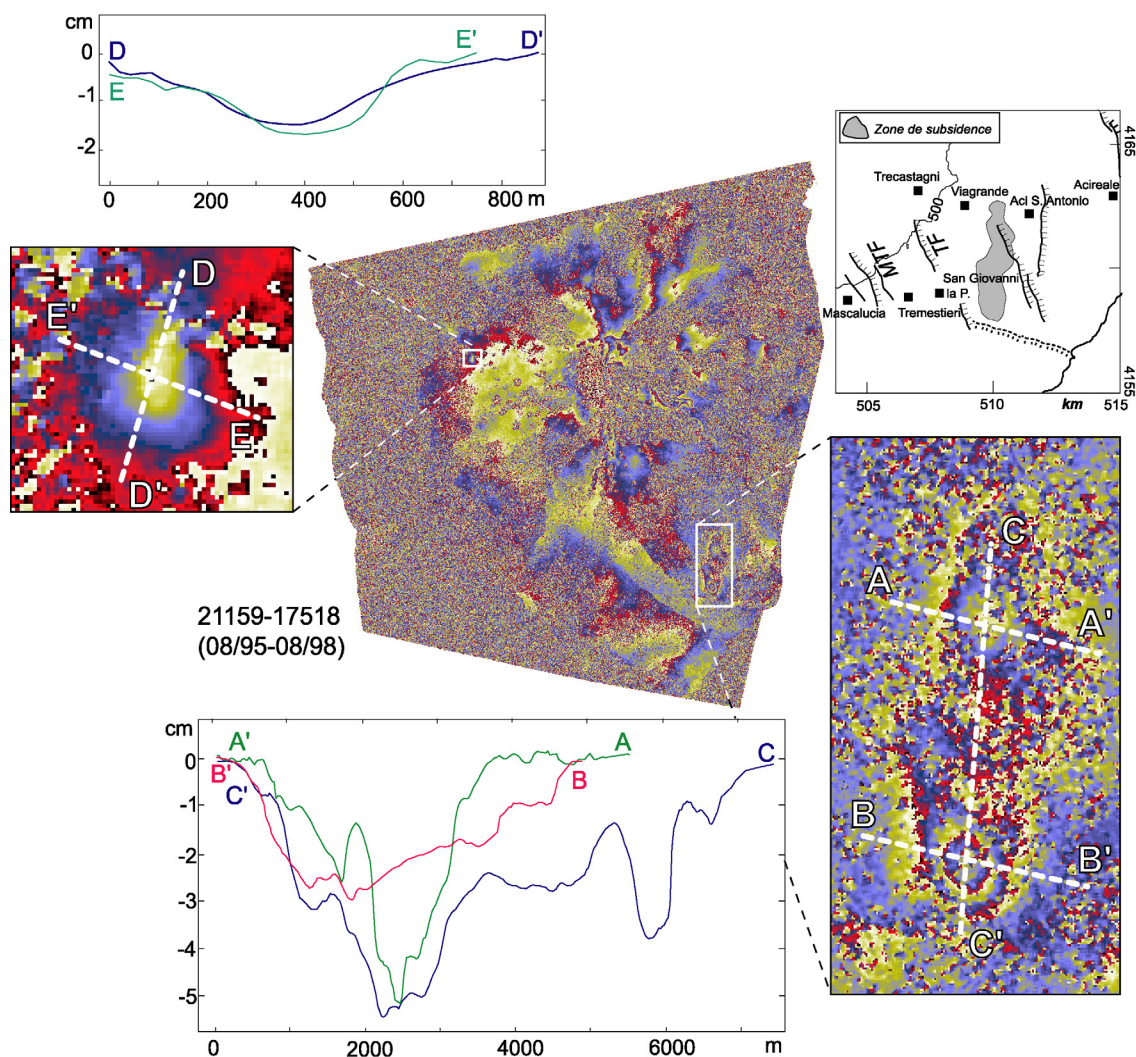 cm
0
-1
-2
D
E
E'
D'
0
200
400
600
800 m
D
E'
E
D'
Zone de subsidence
4165
Trecastagni
Viagrande
Aci S. Antonio
Acireale
500
MTF
TF
San Giovanni
la P.
Mascalucia
Tremestieri
4155
km
505
510
515
21159-17518
(08/95-08/98)
C
A
A'
B
B'
C'
cm
0
-1
-2
-3
-4
-5
A'
B'
C'
A
B
C
0
2000
4000
6000
m